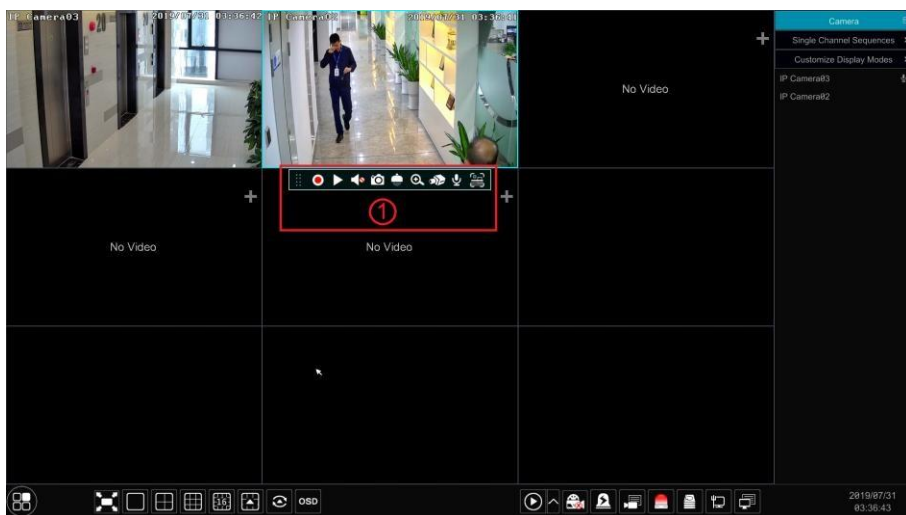 IP Camera03
2019/07/31 03:36:42
IP Camera02
2019/07/31 03:36:41
No Video
No Video
①
No Video
Camera
Single Channel Sequences
Customize Display Modes
IP Camera03
IP Camera02
OSD
2019/07/31
03:36:43